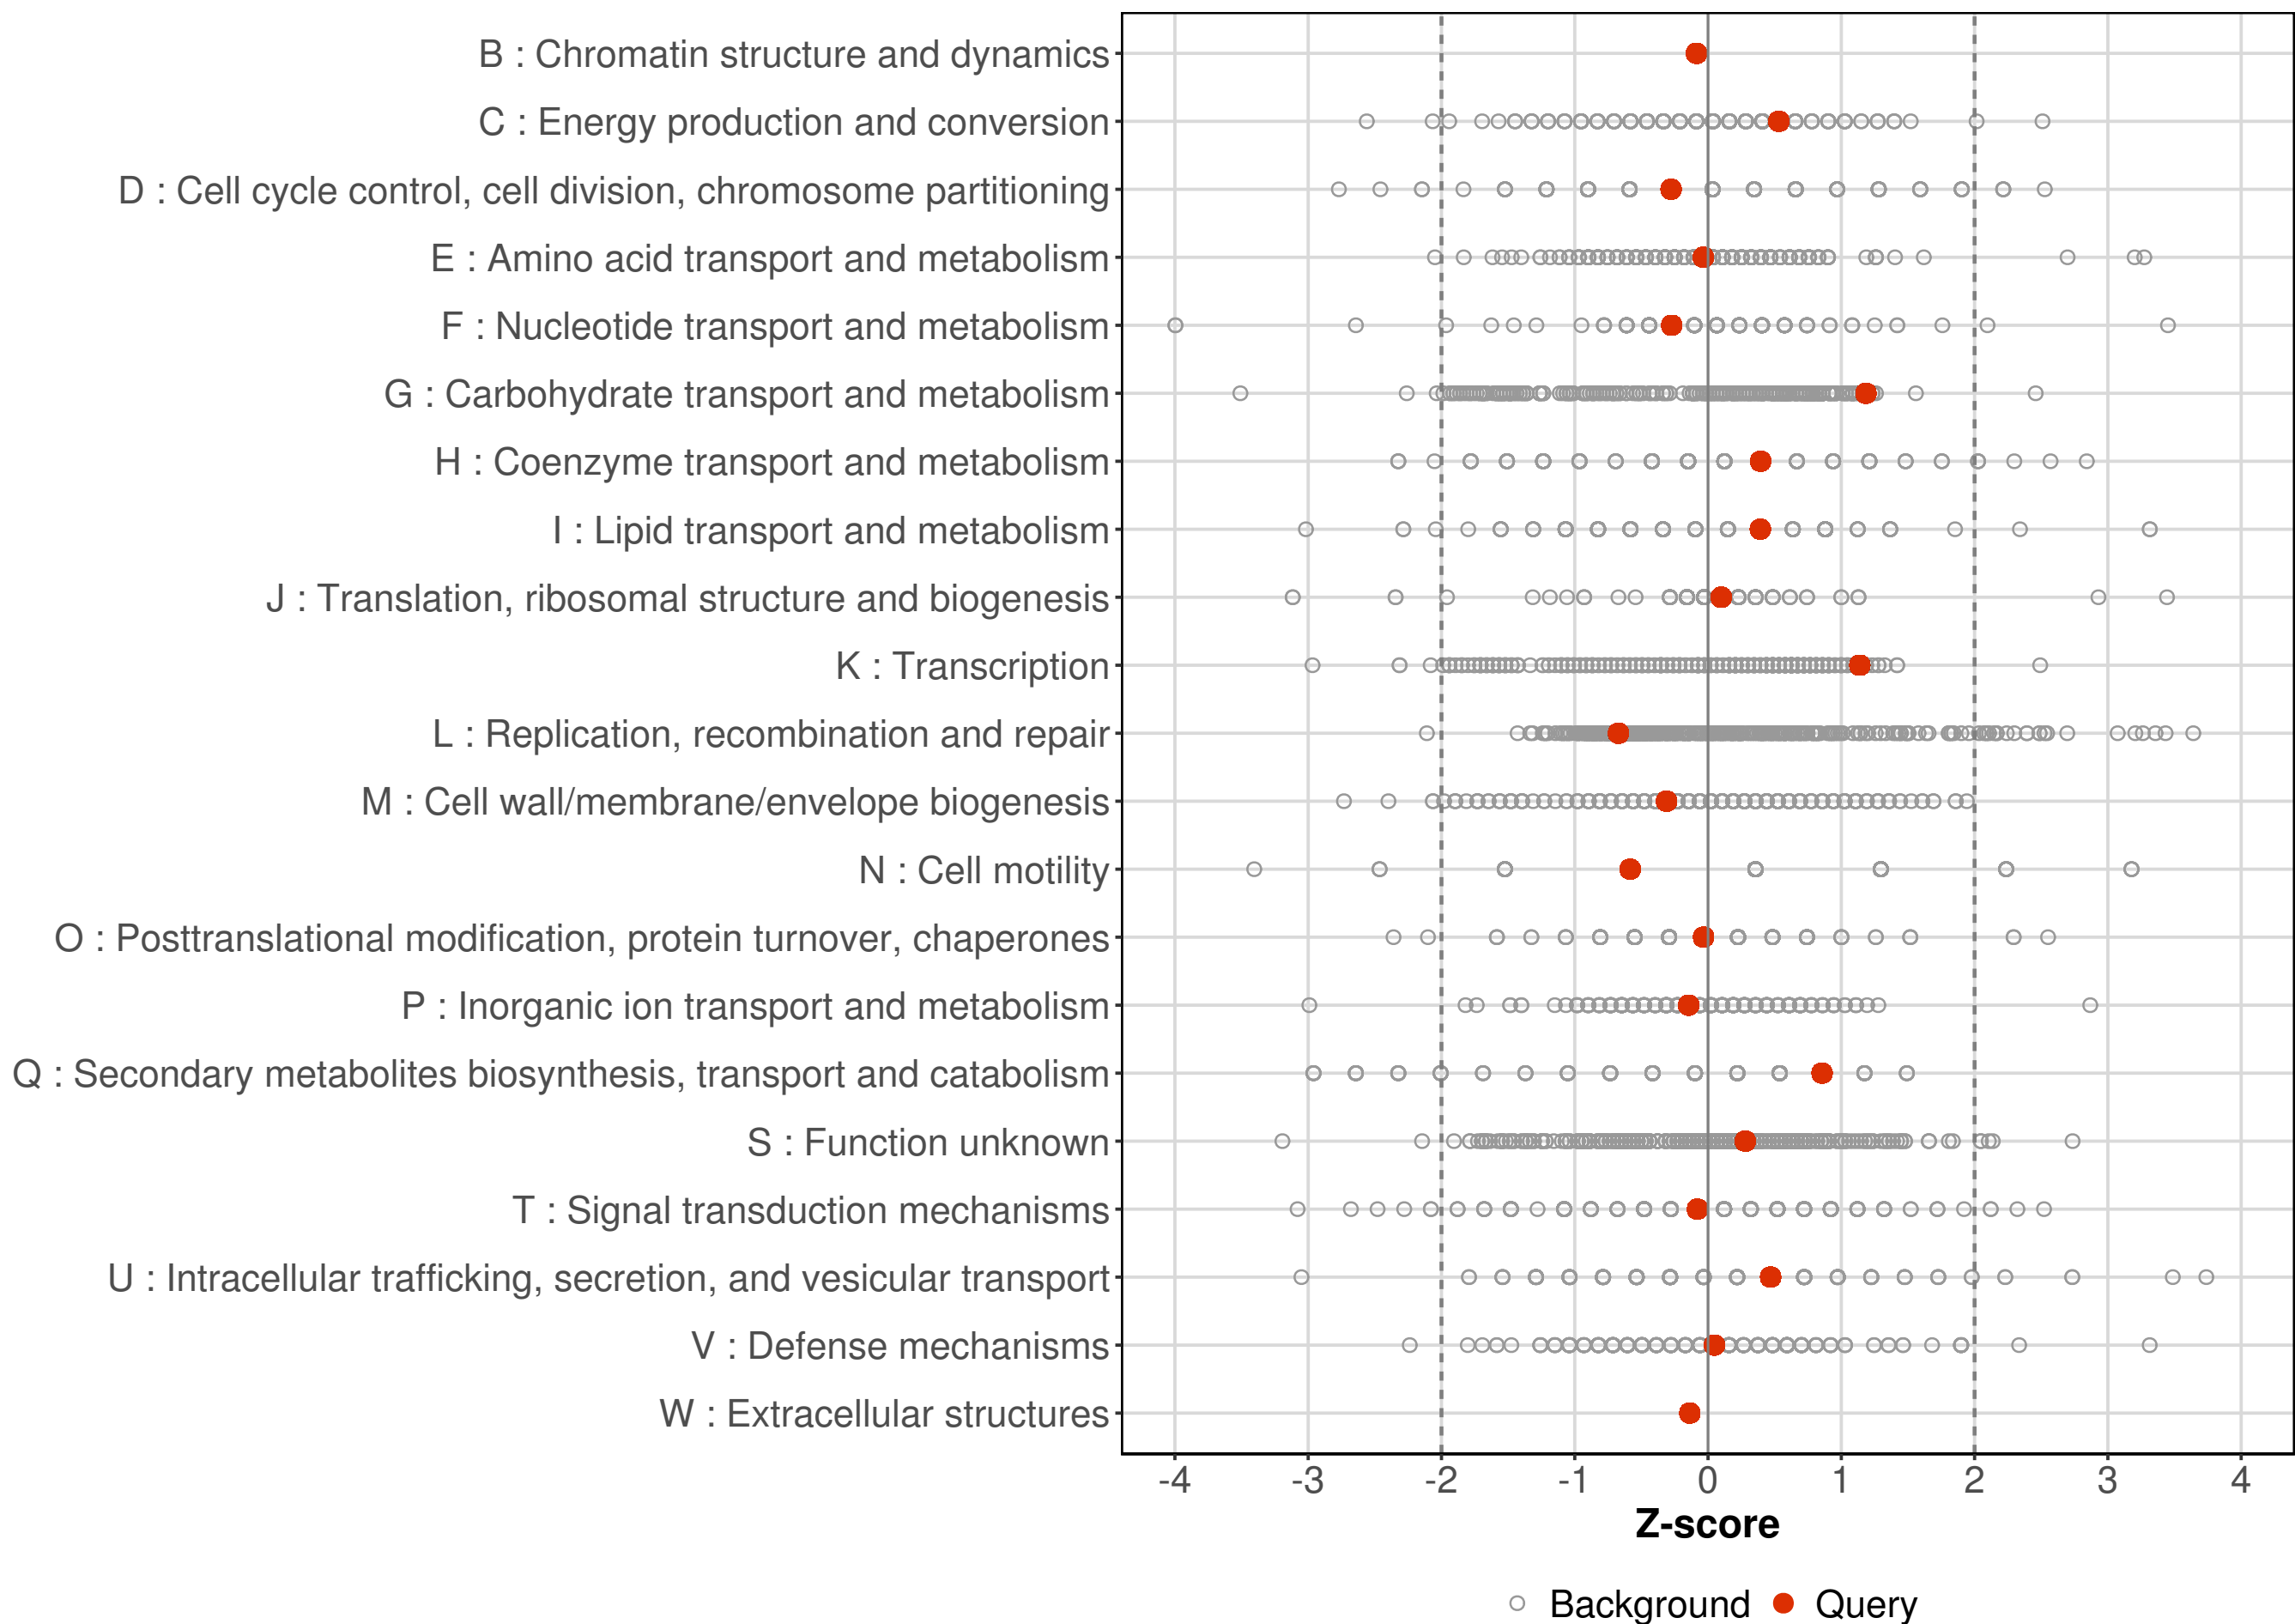 B : Chromatin structure and dynamics
C : Energy production and conversion
D : Cell cycle control, cell division, chromosome partitioning
E : Amino acid transport and metabolism
F : Nucleotide transport and metabolism
G : Carbohydrate transport and metabolism
H : Coenzyme transport and metabolism
I : Lipid transport and metabolism
J : Translation, ribosomal structure and biogenesis
K : Transcription
L : Replication, recombination and repair
M : Cell wall/membrane/envelope biogenesis
N : Cell motility
O : Posttranslational modification, protein turnover, chaperones
P : Inorganic ion transport and metabolism
Q : Secondary metabolites biosynthesis, transport and catabolism
S : Function unknown
T : Signal transduction mechanisms
U : Intracellular trafficking, secretion, and vesicular transport
V : Defense mechanisms
W : Extracellular structures
-4 -3 -2 -1 0 1 2 3 4
Z-score
Background Query